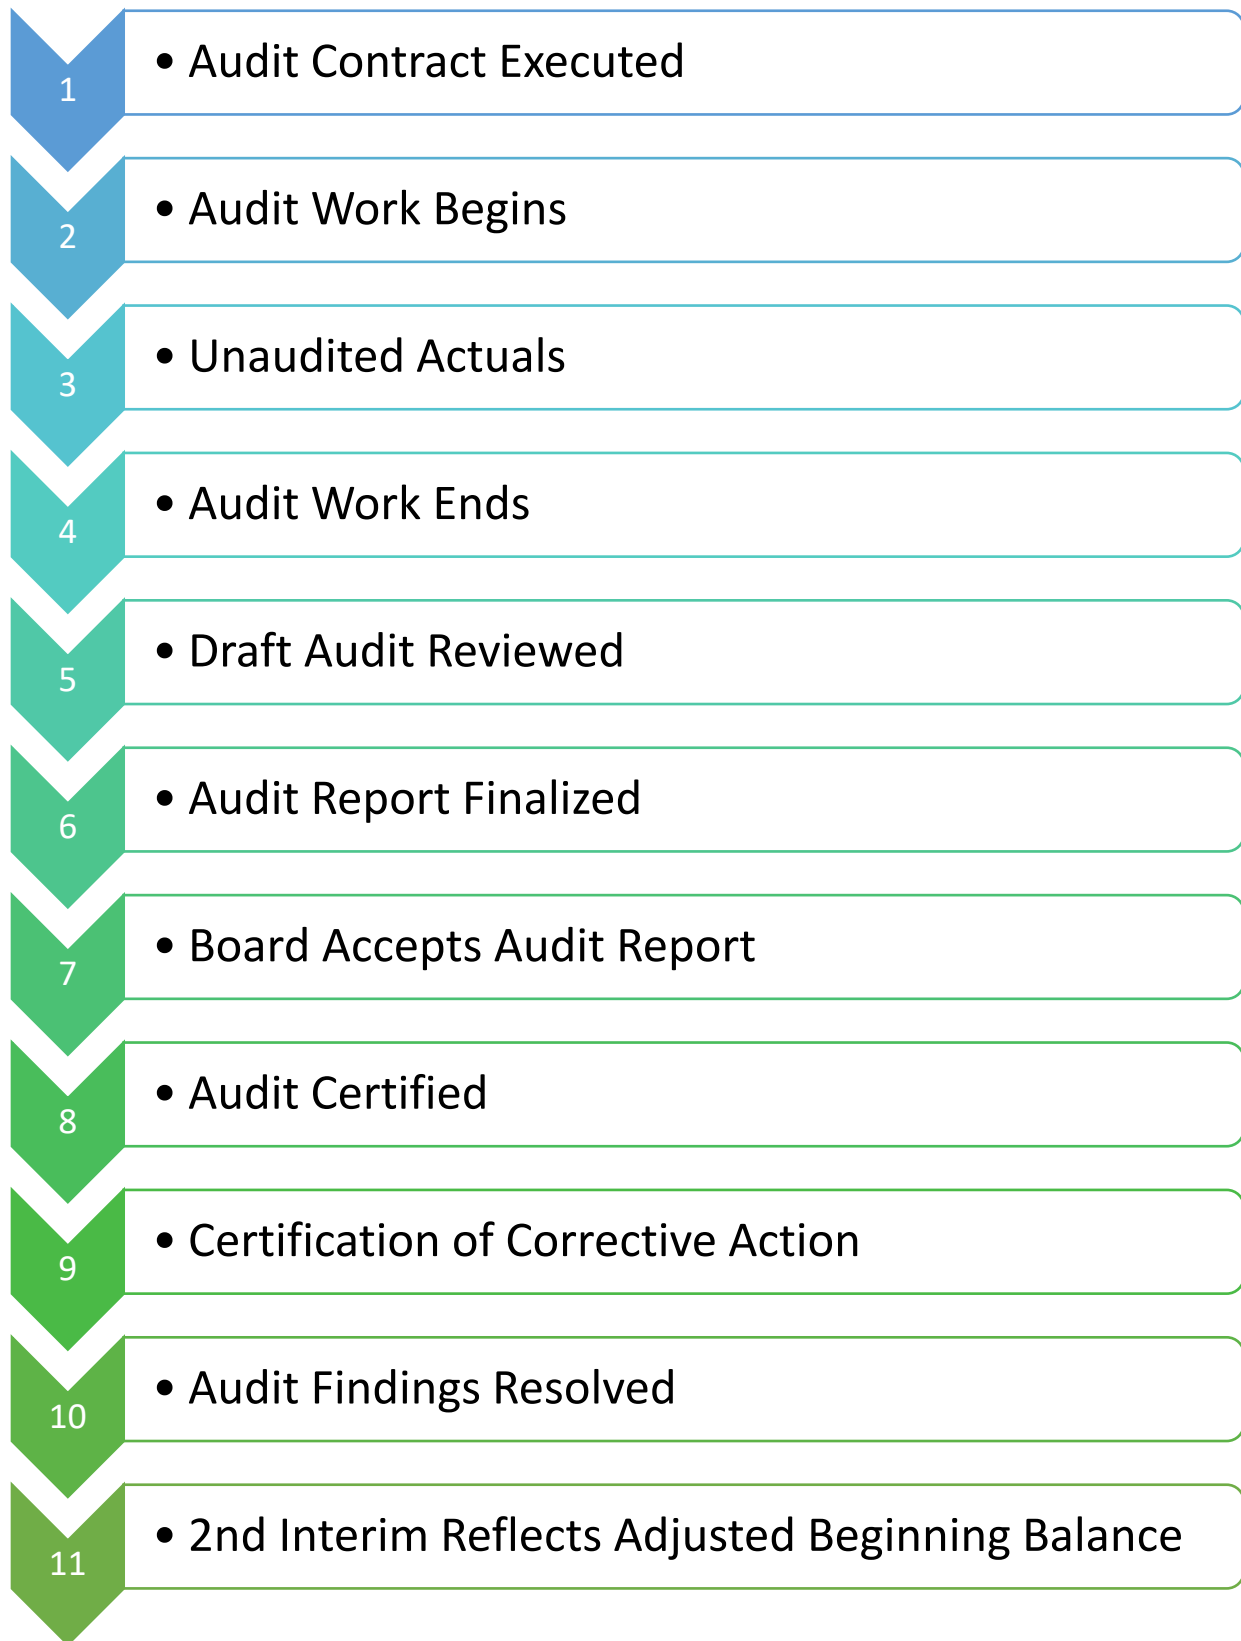 1
• Audit Contract Executed
2
• Audit Work Begins
3
• Unaudited Actuals
4
• Audit Work Ends
5
• Draft Audit Reviewed
6
• Audit Report Finalized
7
• Board Accepts Audit Report
8
• Audit Certified
9
• Certification of Corrective Action
10
• Audit Findings Resolved
11
• 2nd Interim Reflects Adjusted Beginning Balance